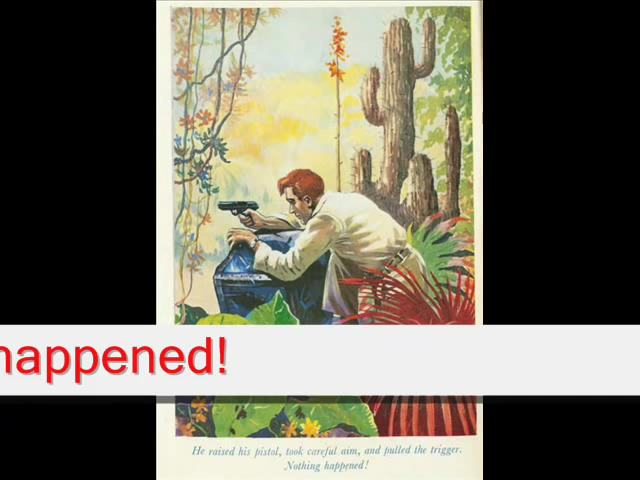 happened!
He raised his pistol, took careful aim, and pulled the trigger.
Nothing happened!